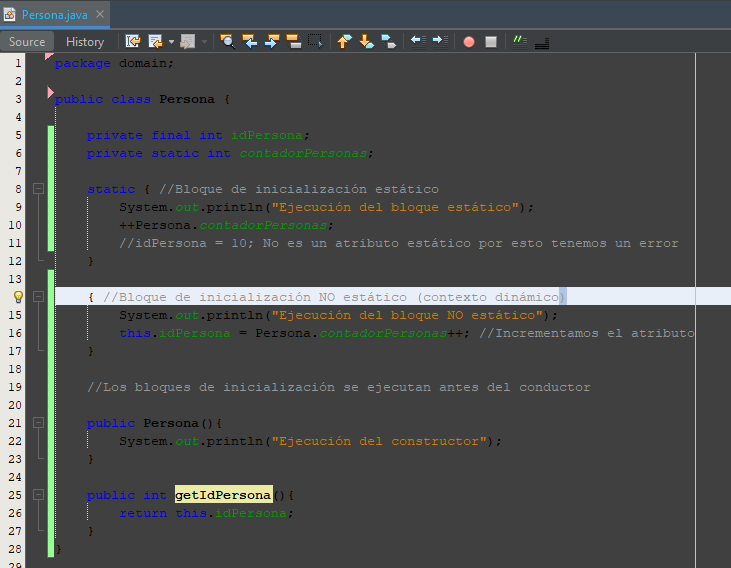 Persona.java
Source History
1 package domain;
2
3 public class Persona {
4
5 private final int idPersona;
6 private static int contadorPersonas;
7
8 static { //Bloque de inicialización estático
9 System.out.println("Ejecución del bloque estático");
10 ++Persona.contadorPersonas;
11 //idPersona = 10; No es un atributo estático por esto tenemos un error
12 }
13
{ //Bloque de inicialización NO estático (contexto dinámico)
15 System.out.println("Ejecución del bloque NO estático");
16 this.idPersona = Persona.contadorPersonas++; //Incrementamos el atributo
17 }
18
19 //Los bloques de inicialización se ejecutan antes del conductor
20
21 public Persona(){
22 System.out.println("Ejecución del constructor");
23 }
24
25 public int getIdPersona(){
26 return this.idPersona;
27 }
28 }
29